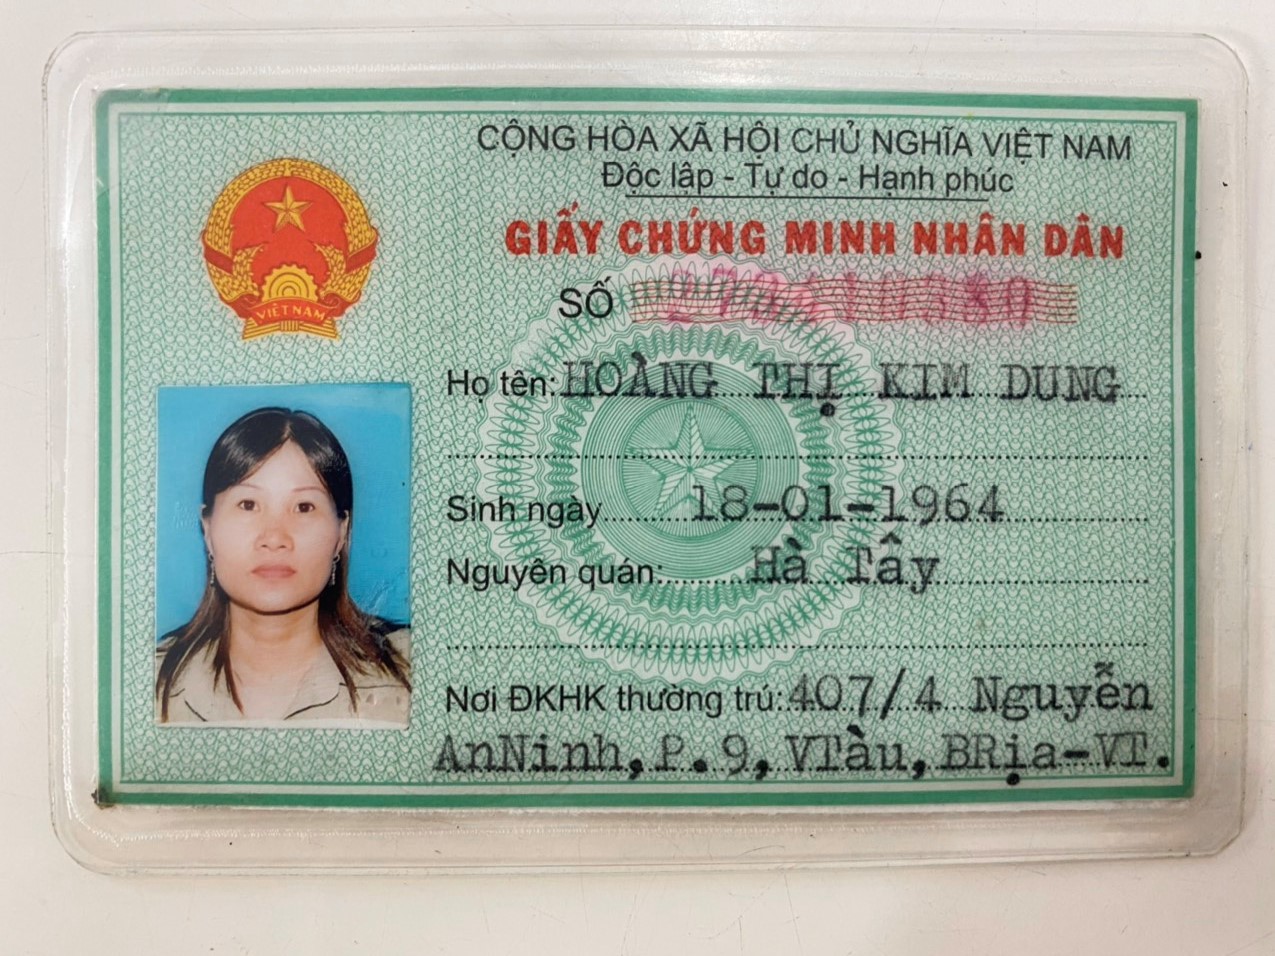 CỘNG HÒA XÃ HỘI CHỦ NGHĨA VIỆT NAM
Độc lập - Tự do - Hạnh phúc
GIẤY CHỨNG MINH NHÂN DÂN
SỐ
VIỆT NAM
Họ tên: HOÀNG THỊ KIM DUNG
Sinh ngày 18-01-1964
Nguyên quán: Hà Tây
Nơi ĐKHK thường trú: 407/4 Nguyễn
AnNinh, P.9, VTàu, BRịa-VT.